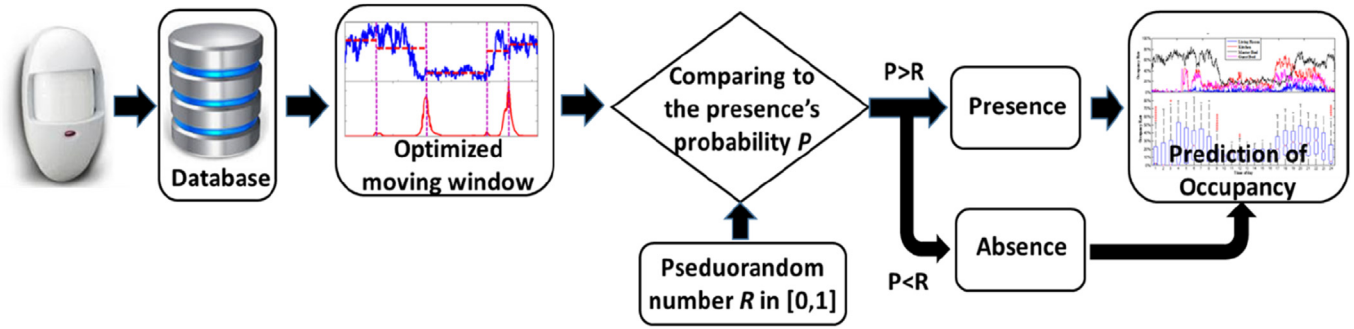 Database
Optimized
moving window
Comparing to
the presence's
probability P
Pseduorandom
number R in [0,1]
P>R
P<R
Presence
Absence
Prediction of
Occupancy